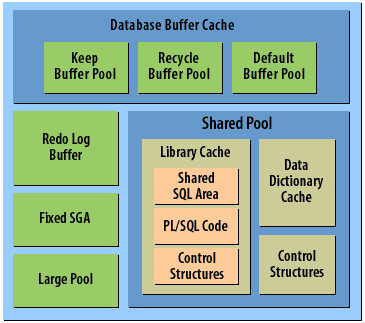 Database Buffer Cache
Keep
Buffer Pool
Recycle
Buffer Pool
Default
Buffer Pool
Redo Log
Buffer
Fixed SGA
Large Pool
Shared Pool
Library Cache
Shared
SQL Area
PL/SQL Code
Control
Structures
Data
Dictionary
Cache
Control
Structures